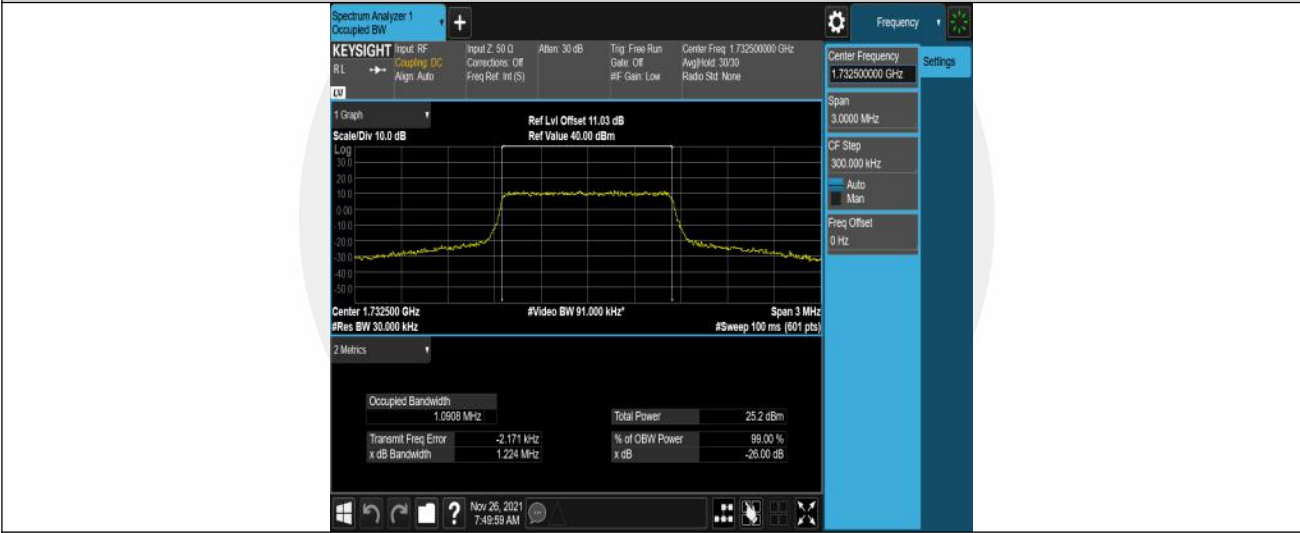 Spectrum Analyzer 1
Occupied BW
+
Frequency
KEYSIGHT
Input: RF
Coupling: DC
Align: Auto
RL
Input Z: 50 Ω
Corrections: Off
Freq Ref: Int (S)
Atten: 30 dB
Trig: Free Run
Gate: Off
#IF Gain: Low
Center Freq: 1.732500000 GHz
Avg|Hold: 30/30
Radio Std: None
Center Frequency
1.732500000 GHz
Settings
Span
3.0000 MHz
CF Step
300.000 kHz
Auto
Man
Freq Offset
0 Hz
1 Graph
Scale/Div 10.0 dB
Ref Lvl Offset 11.03 dB
Ref Value 40.00 dBm
Log
30.0
20.0
10.0
0.00
-10.0
-20.0
-30.0
-40.0
-50.0
Center 1.732500 GHz
#Res BW 30.000 kHz
#Video BW 91.000 kHz*
Span 3 MHz
#Sweep 100 ms (601 pts)
2 Metrics
Occupied Bandwidth
1.0908 MHz
Total Power 25.2 dBm
Transmit Freq Error -2.171 kHz
% of OBW Power 99.00 %
x dB Bandwidth 1.224 MHz
x dB -26.00 dB
?
Nov 26, 2021
7:49:59 AM